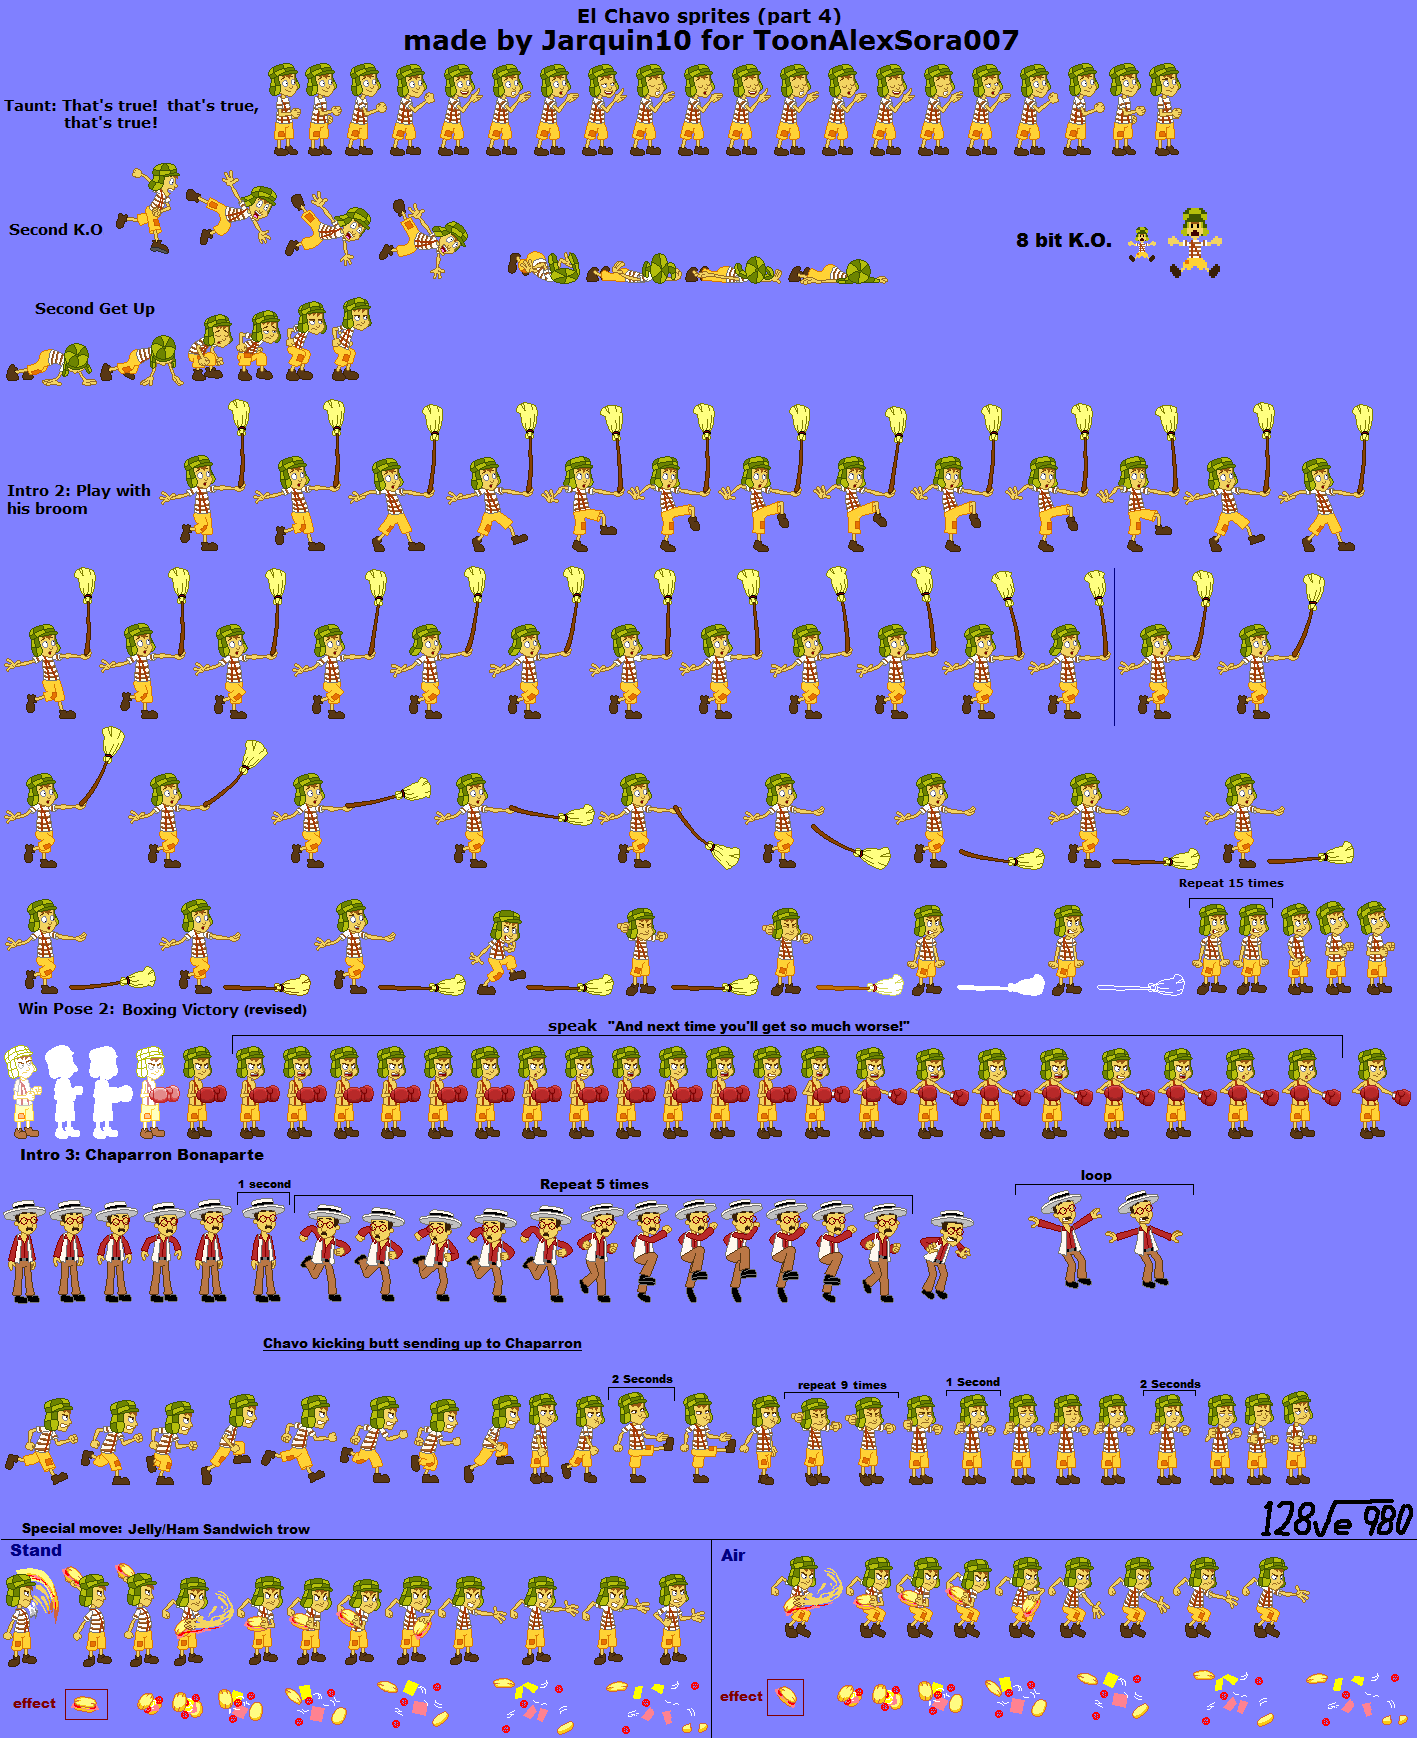 El Chavo sprites (part 4)
made by Jarquin10 for ToonAlexSora007
Taunt: That's true! that's true,
that's true!
Second K.O
8 bit K.O.
Second Get Up
Intro 2: Play with
his broom
Repeat 15 times
Win Pose 2: Boxing Victory (revised)
speak "And next time you'll get so much worse!"
Intro 3: Chaparron Bonaparte
1 second
Repeat 5 times
loop
Chavo kicking butt sending up to Chaparron
2 Seconds
repeat 9 times
1 Second
2 Seconds
128√e 980
Special move: Jelly/Ham Sandwich trow
Stand
Air
effect
effect